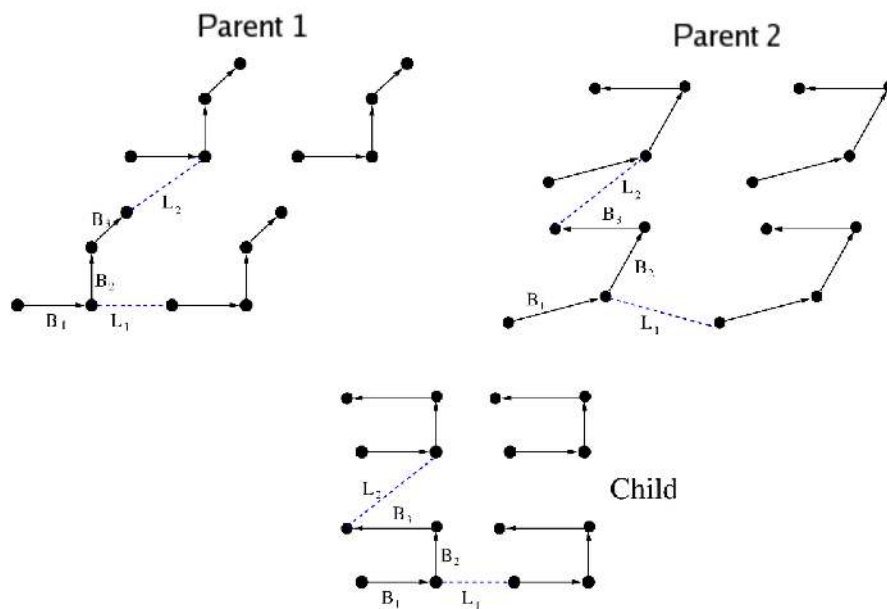 Parent 1
Parent 2
L₂
B₃
B₂
B₁
L₁
L₂
B₃
B₂
B₁
L₁
L₂
B₃
Child
B₂
B₁
L₁